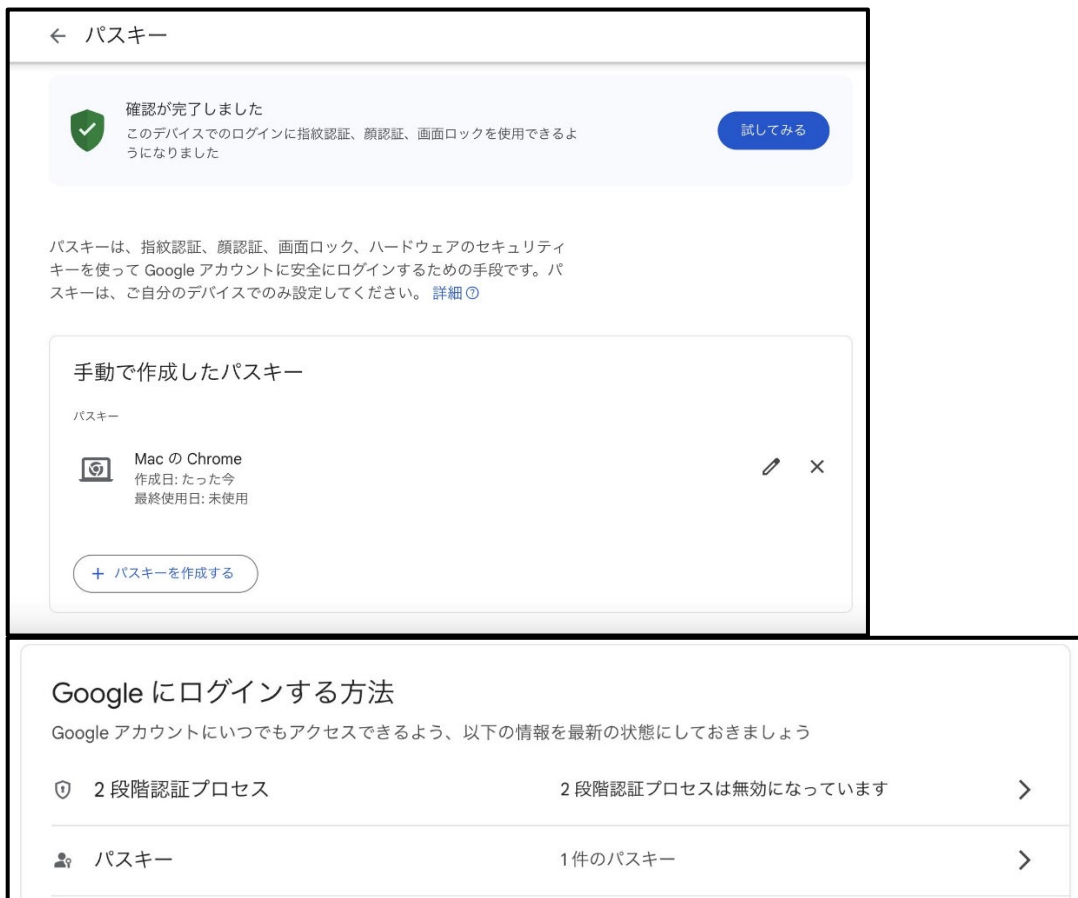 パスキー
確認が完了しました
このデバイスでのログインに指紋認証、顔認証、画面ロックを使用できるよ
うになりました
試してみる
パスキーは、指紋認証、顔認証、画面ロック、ハードウェアのセキュリティ
キーを使って Google アカウントに安全にログインするための手段です。パ
スキーは、ご自分のデバイスでのみ設定してください。 詳細
手動で作成したパスキー
パスキー
Mac の Chrome
作成日: たった今
最終使用日: 未使用
+ パスキーを作成する
Google にログインする方法
Google アカウントにいつでもアクセスできるよう、以下の情報を最新の状態にしておきましょう
2 段階認証プロセス 2 段階認証プロセスは無効になっています
パスキー 1 件のパスキー